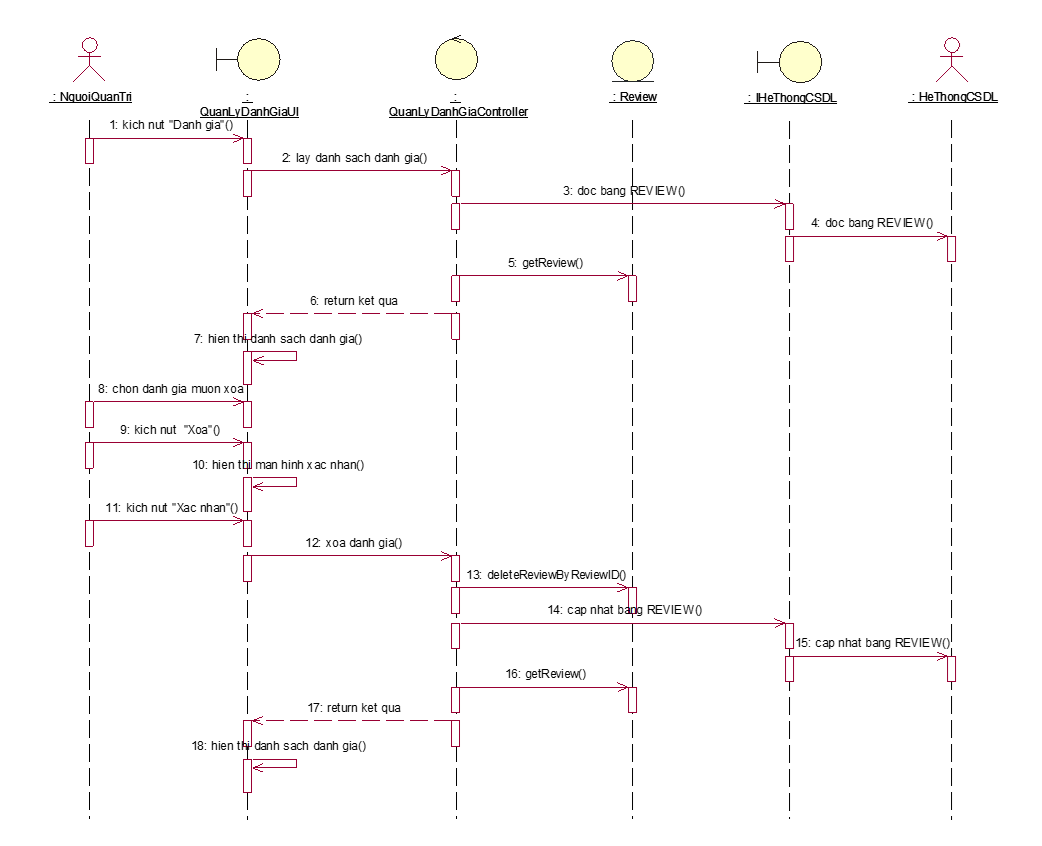 : NguoiQuanTri
:
QuanLyDanhGiaUI
:
QuanLyDanhGiaController
: Review
: IHeThongCSDL
: HeThongCSDL
1: kich nut "Danh gia"()
2: lay danh sach danh gia()
3: doc bang REVIEW()
4: doc bang REVIEW()
5: getReview()
6: return ket qua
7: hien thi danh sach danh gia()
8: chon danh gia muon xoa
9: kich nut "Xoa"()
10: hien thi man hinh xac nhan()
11: kich nut "Xac nhan"()
12: xoa danh gia()
13: deleteReviewByReviewID()
14: cap nhat bang REVIEW()
15: cap nhat bang REVIEW()
16: getReview()
17: return ket qua
18: hien thi danh sach danh gia()